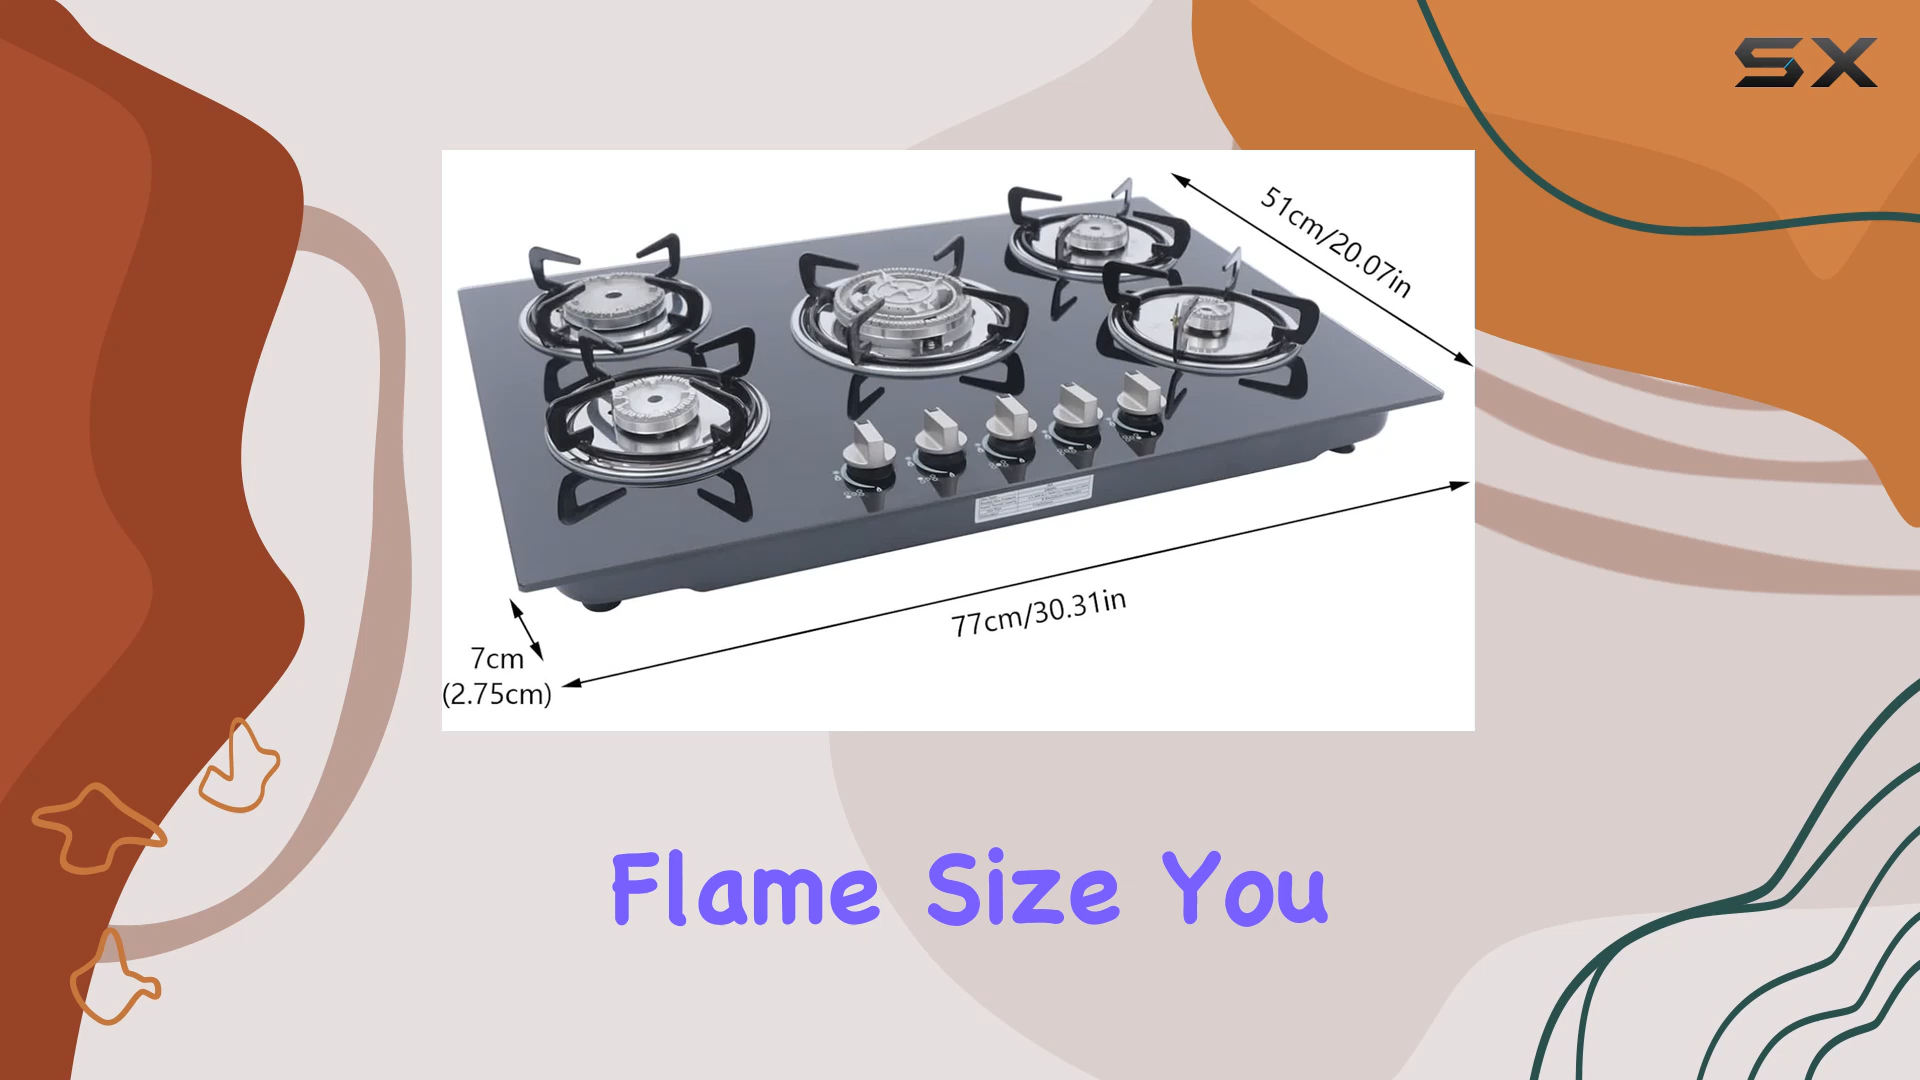 SX
51cm/20.07in
77cm/30.31in
7cm
(2.75cm)
Flame Size You